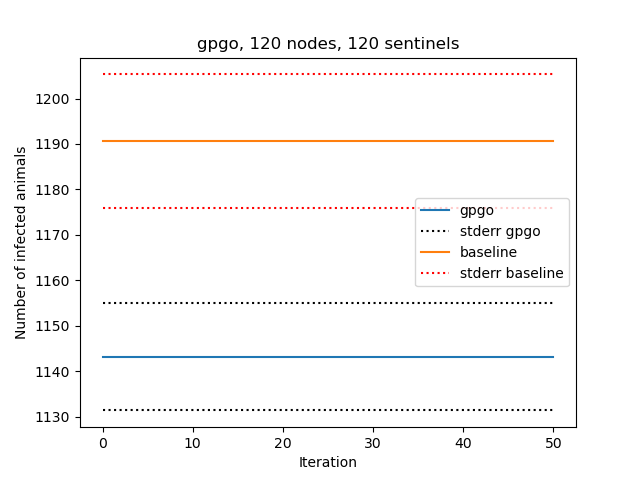 gpgo, 120 nodes, 120 sentinels
Number of infected animals
1200
1190
1180
1170
1160
1150
1140
1130
gpgo
stderr gpgo
baseline
stderr baseline
0 10 20 30 40 50
Iteration